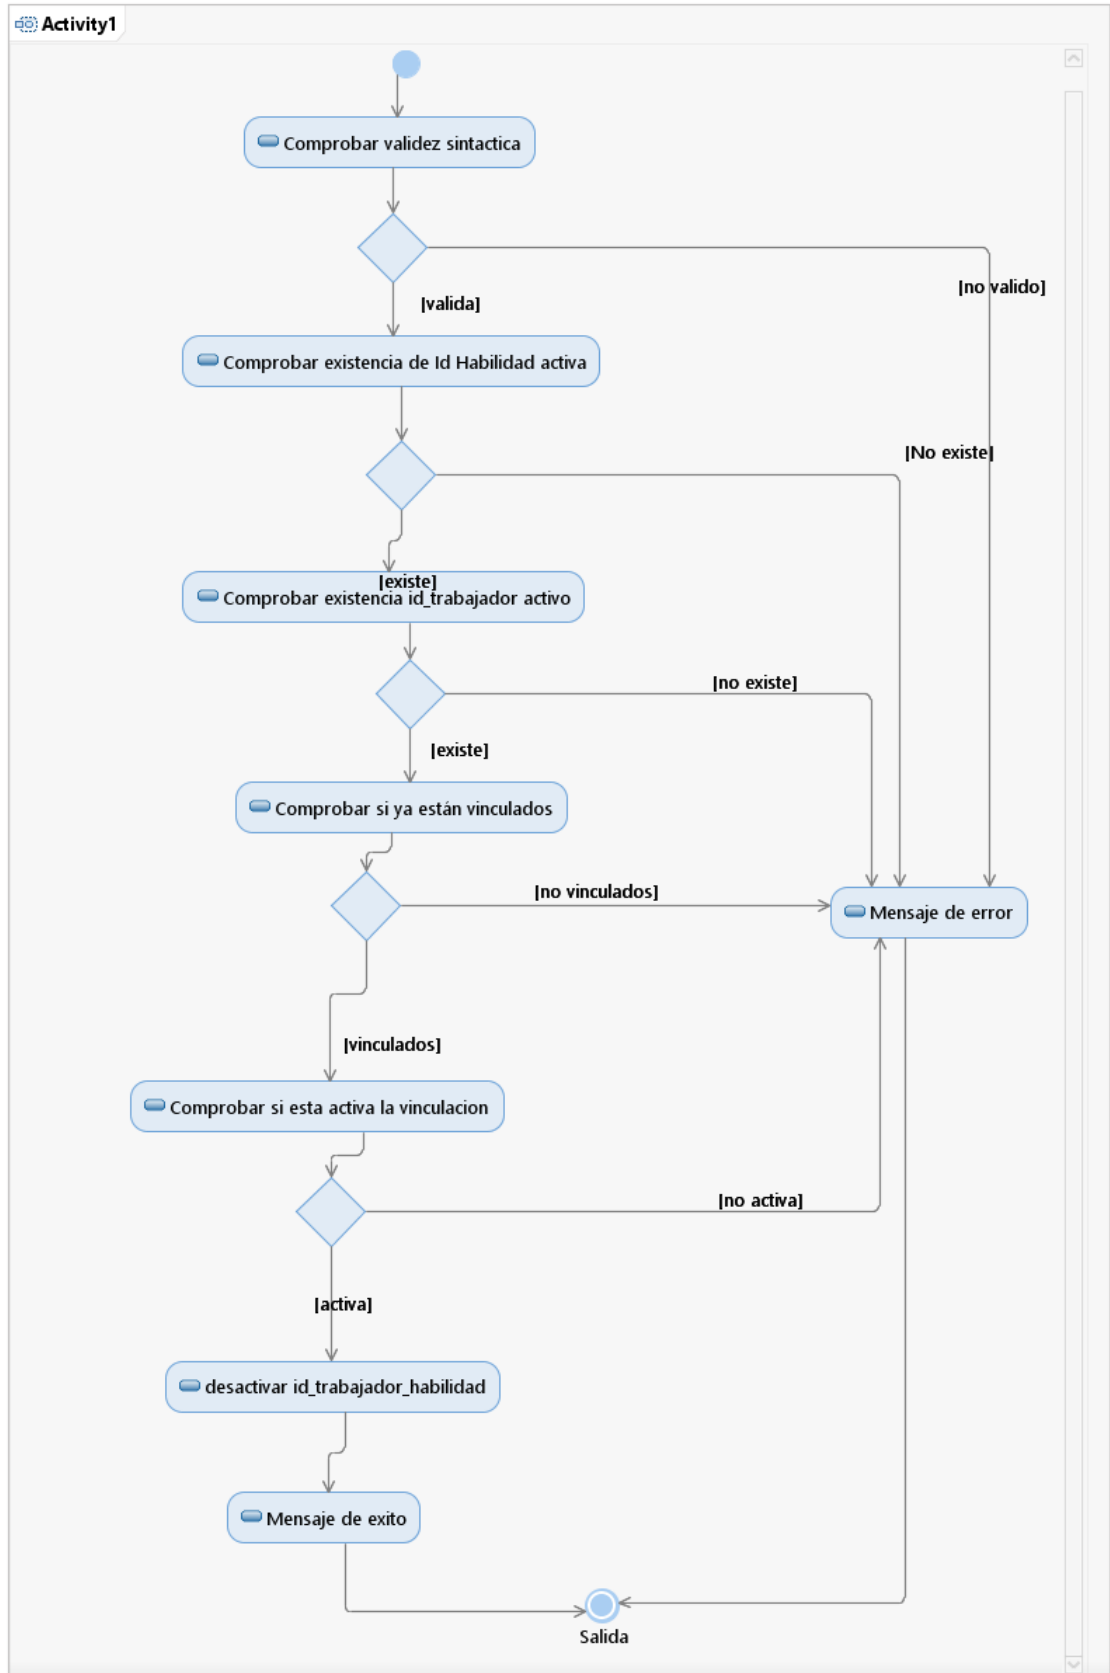 Activity1
Comprobar validez sintactica
[no valido]
[valida]
Comprobar existencia de Id Habilidad activa
[No existe]
[existe]
Comprobar existencia id_trabajador activo
[no existe]
[existe]
Comprobar si ya están vinculados
[no vinculados]
Mensaje de error
[vinculados]
Comprobar si esta activa la vinculacion
[no activa]
[activa]
desactivar id_trabajador_habilidad
Mensaje de exito
Salida